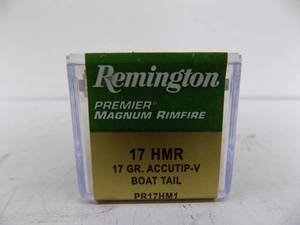 Remington
PREMIER®
MAGNUM RIMFIRE
17 HMR
17 GR. ACCUTIP-V
BOAT TAIL
PR17HM1